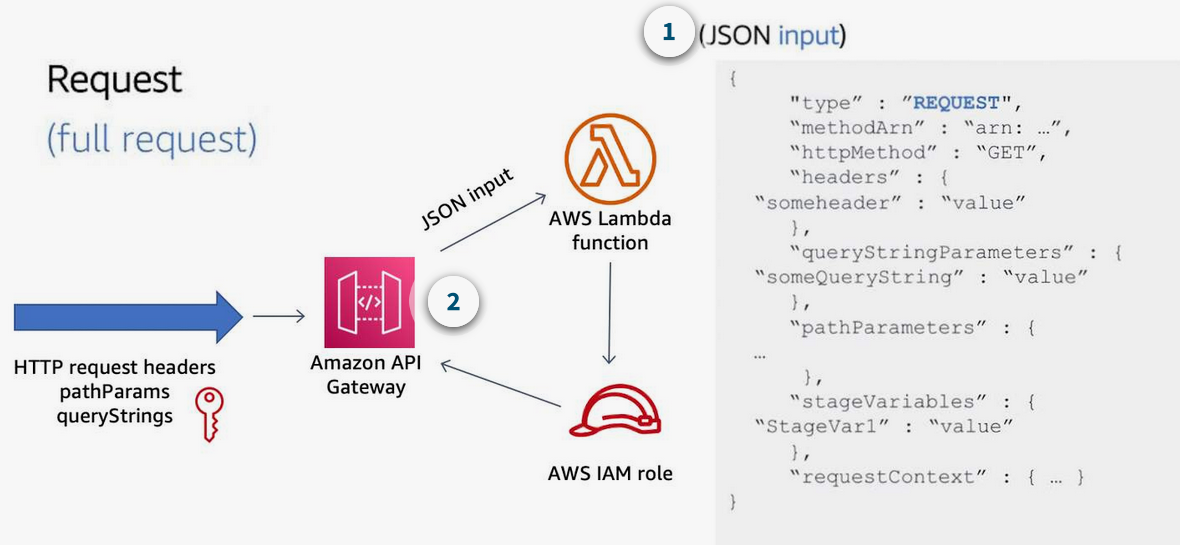 Request
(full request)
HTTP request headers
pathParams
queryStrings
</>
Amazon API
Gateway
2
JSON input
AWS Lambda
function
AWS IAM role
1
(JSON input)
{
"type” : ”REQUEST",
“methodArn” : “arn: …”,
“httpMethod” : “GET”,
“headers” : {
“someheader” : “value”
},
“queryStringParameters” : {
“someQueryString” : “value”
},
“pathParameters” : {
…
},
“stageVariables” : {
“StageVar1” : “value”
},
“requestContext” : { … }
}